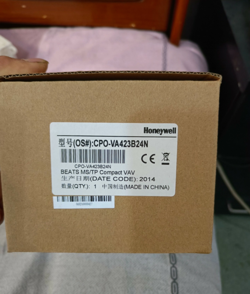 Honeywell
型号(OS#):CPO-VA423B24N
CPO-VA423B24N
BEATS MS/TP Compact VAV
生产日期(DATE CODE): 2014
数量(QTY.): 1 中国制造(MADE IN CHINA)